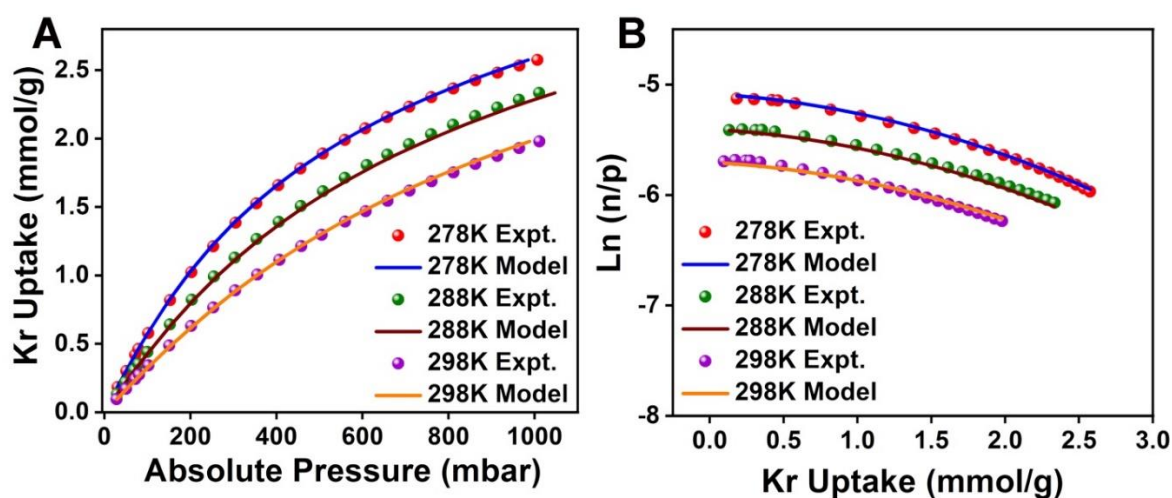 A
Kr Uptake (mmol/g)
2.5
2.0
1.5
1.0
0.5
0.0
278K Expt.
278K Model
288K Expt.
288K Model
298K Expt.
298K Model
0 200 400 600 800 1000
Absolute Pressure (mbar)
B
Ln (n/p)
-5
-6
-7
-8
278K Expt.
278K Model
288K Expt.
288K Model
298K Expt.
298K Model
0.0 0.5 1.0 1.5 2.0 2.5 3.0
Kr Uptake (mmol/g)